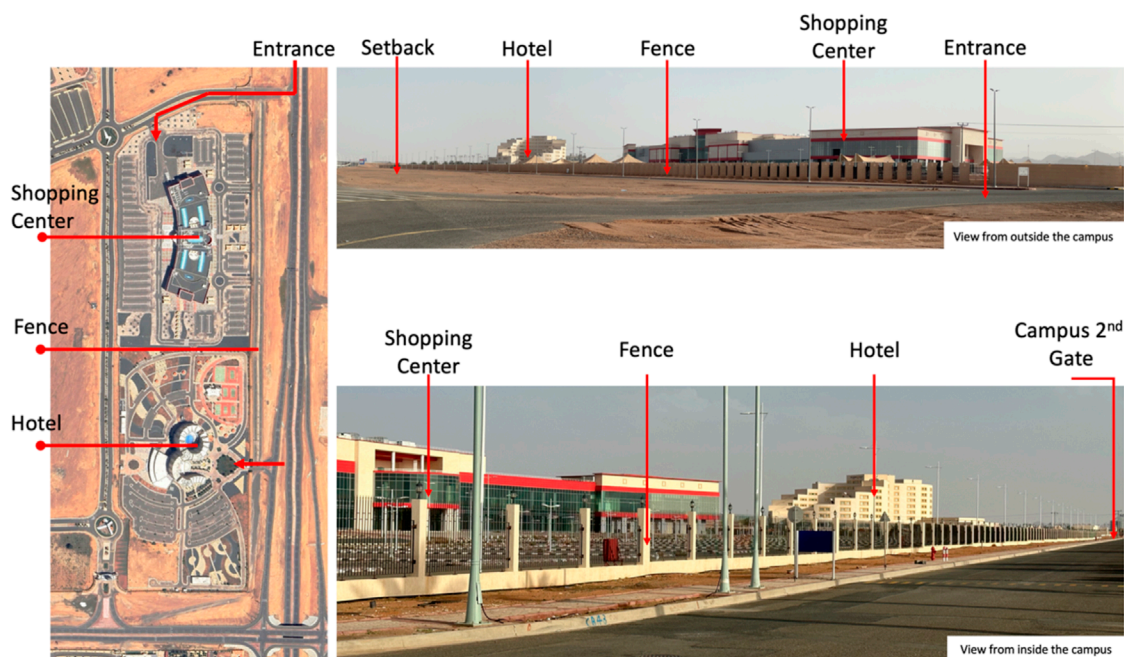 Entrance
Setback
Hotel
Fence
Shopping
Center
Entrance
Shopping
Center
Fence
Hotel
View from outside the campus
Shopping
Center
Fence
Hotel
Campus 2nd
Gate
View from inside the campus